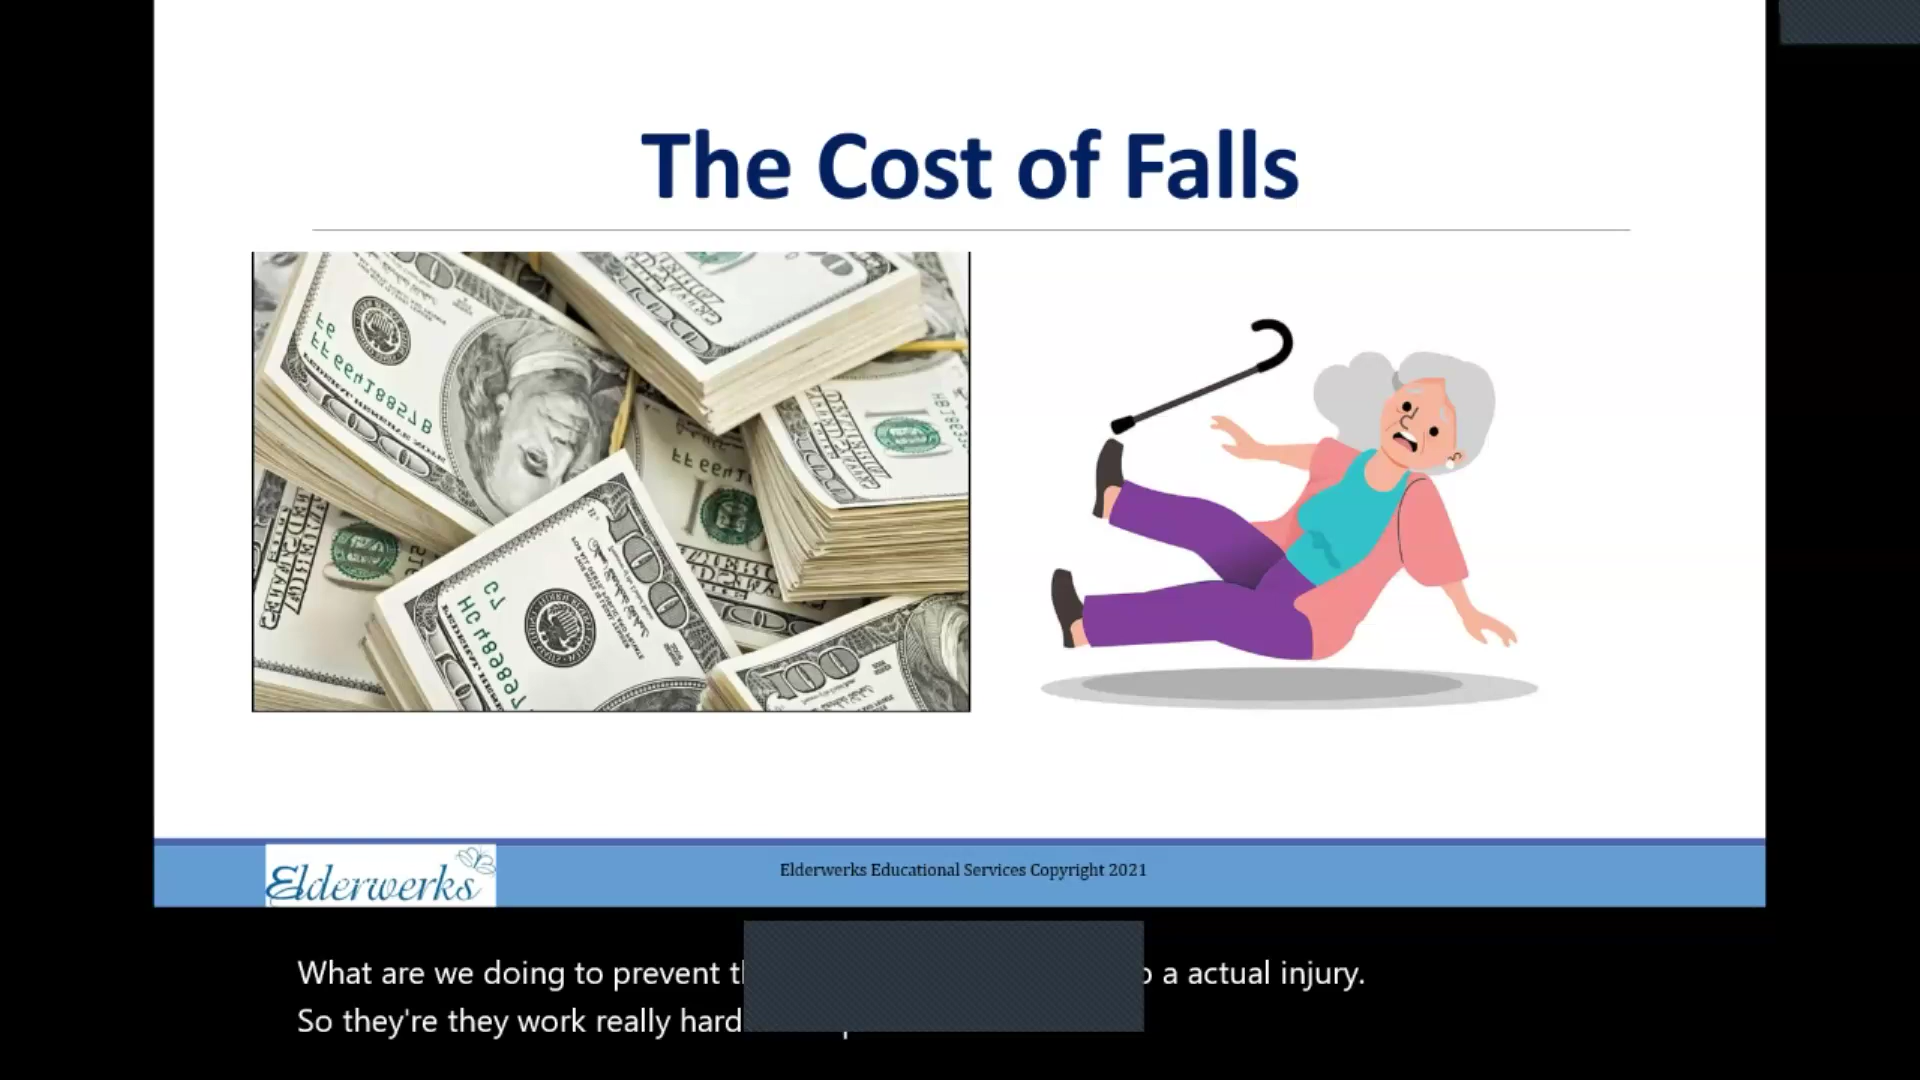 The Cost of Falls
Elderwerks
Elderwerks Educational Services Copyright 2021
What are we doing to prevent a actual injury.
So they're they work really hard